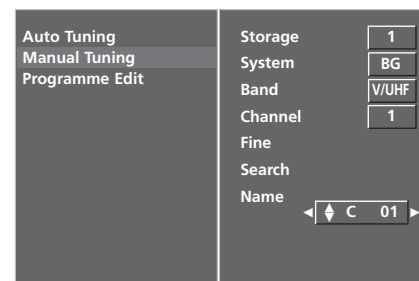 Auto Tuning
Manual Tuning
Programme Edit
Storage 1
System BG
Band V/UHF
Channel 1
Fine
Search
Name
C 01